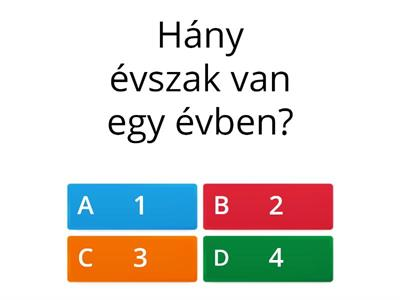 Hány
évszak van
egy évben?
A 1
B 2
C 3
D 4